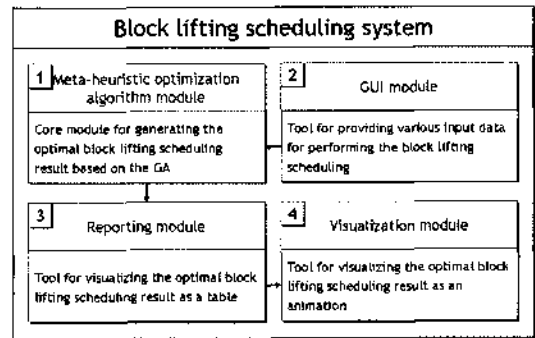 Block lifting scheduling system
1
Meta-heuristic optimization
algorithm module
Core module for generating the
optimal block lifting scheduling
result based on the GA
2
GUI module
Tool for providing various input data
for performing the block lifting
scheduling
3
Reporting module
Tool for visualizing the optimal block
lifting scheduling result as a table
4
Visualization module
Tool for visualizing the optimal block
lifting scheduling result as an
animation